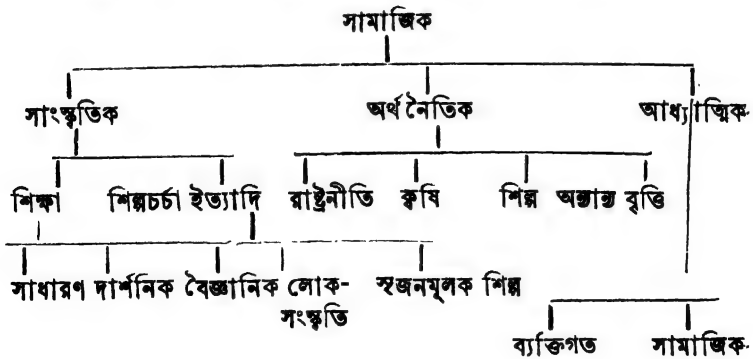 সামাজিক
সাংস্কৃতিক অর্থনৈতিক আধ্যাত্মিক
শিক্ষা শিল্পচর্চা ইত্যাদি রাষ্ট্রনীতি কৃষি শিল্প অন্যান্য বৃত্তি
সাধারণ দার্শনিক বৈজ্ঞানিক লোক- সৃজনমূলক শিল্প
সংস্কৃতি
ব্যক্তিগত সামাজিক